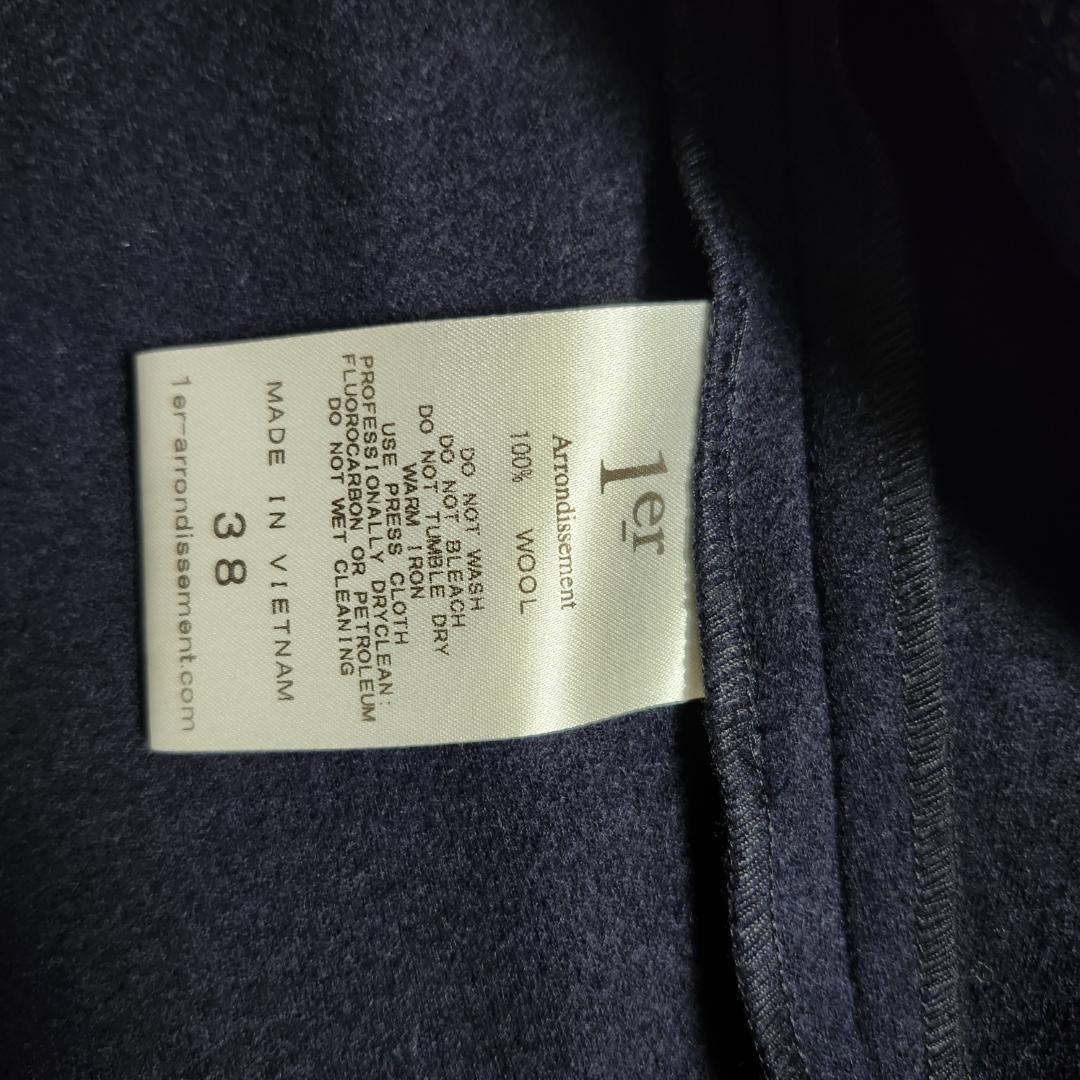 1er
Arrondissement
100% WOOL
DO NOT WASH
DO NOT BLEACH
DO NOT TUMBLE DRY
WARM IRON
USE PRESS CLOTH
PROFESSIONALLY DRYCLEAN:
FLUOROCARBON OR PETROLEUM
DO NOT WET CLEANING
MADE IN VIETNAM
38
1er-arrondissement.com